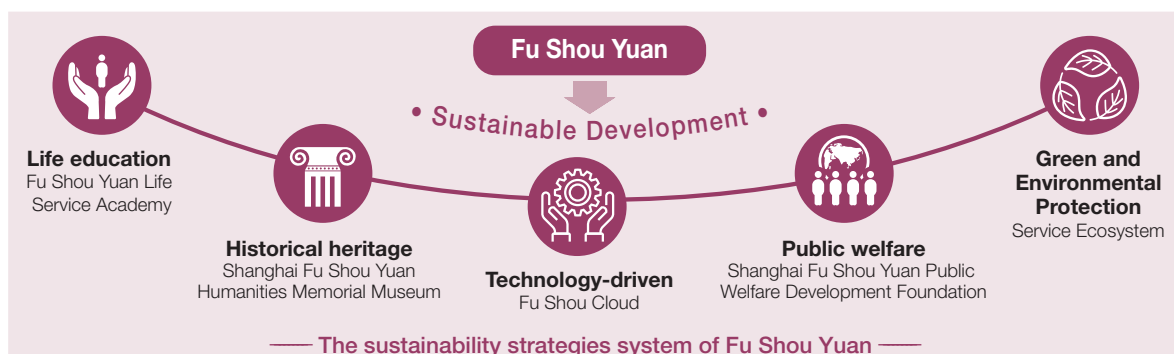 Fu Shou Yuan
• Sustainable Development •
Life education
Fu Shou Yuan Life
Service Academy
Historical heritage
Shanghai Fu Shou Yuan
Humanities Memorial Museum
Technology-driven
Fu Shou Cloud
Public welfare
Shanghai Fu Shou Yuan Public
Welfare Development Foundation
Green and
Environmental
Protection
Service Ecosystem
The sustainability strategies system of Fu Shou Yuan